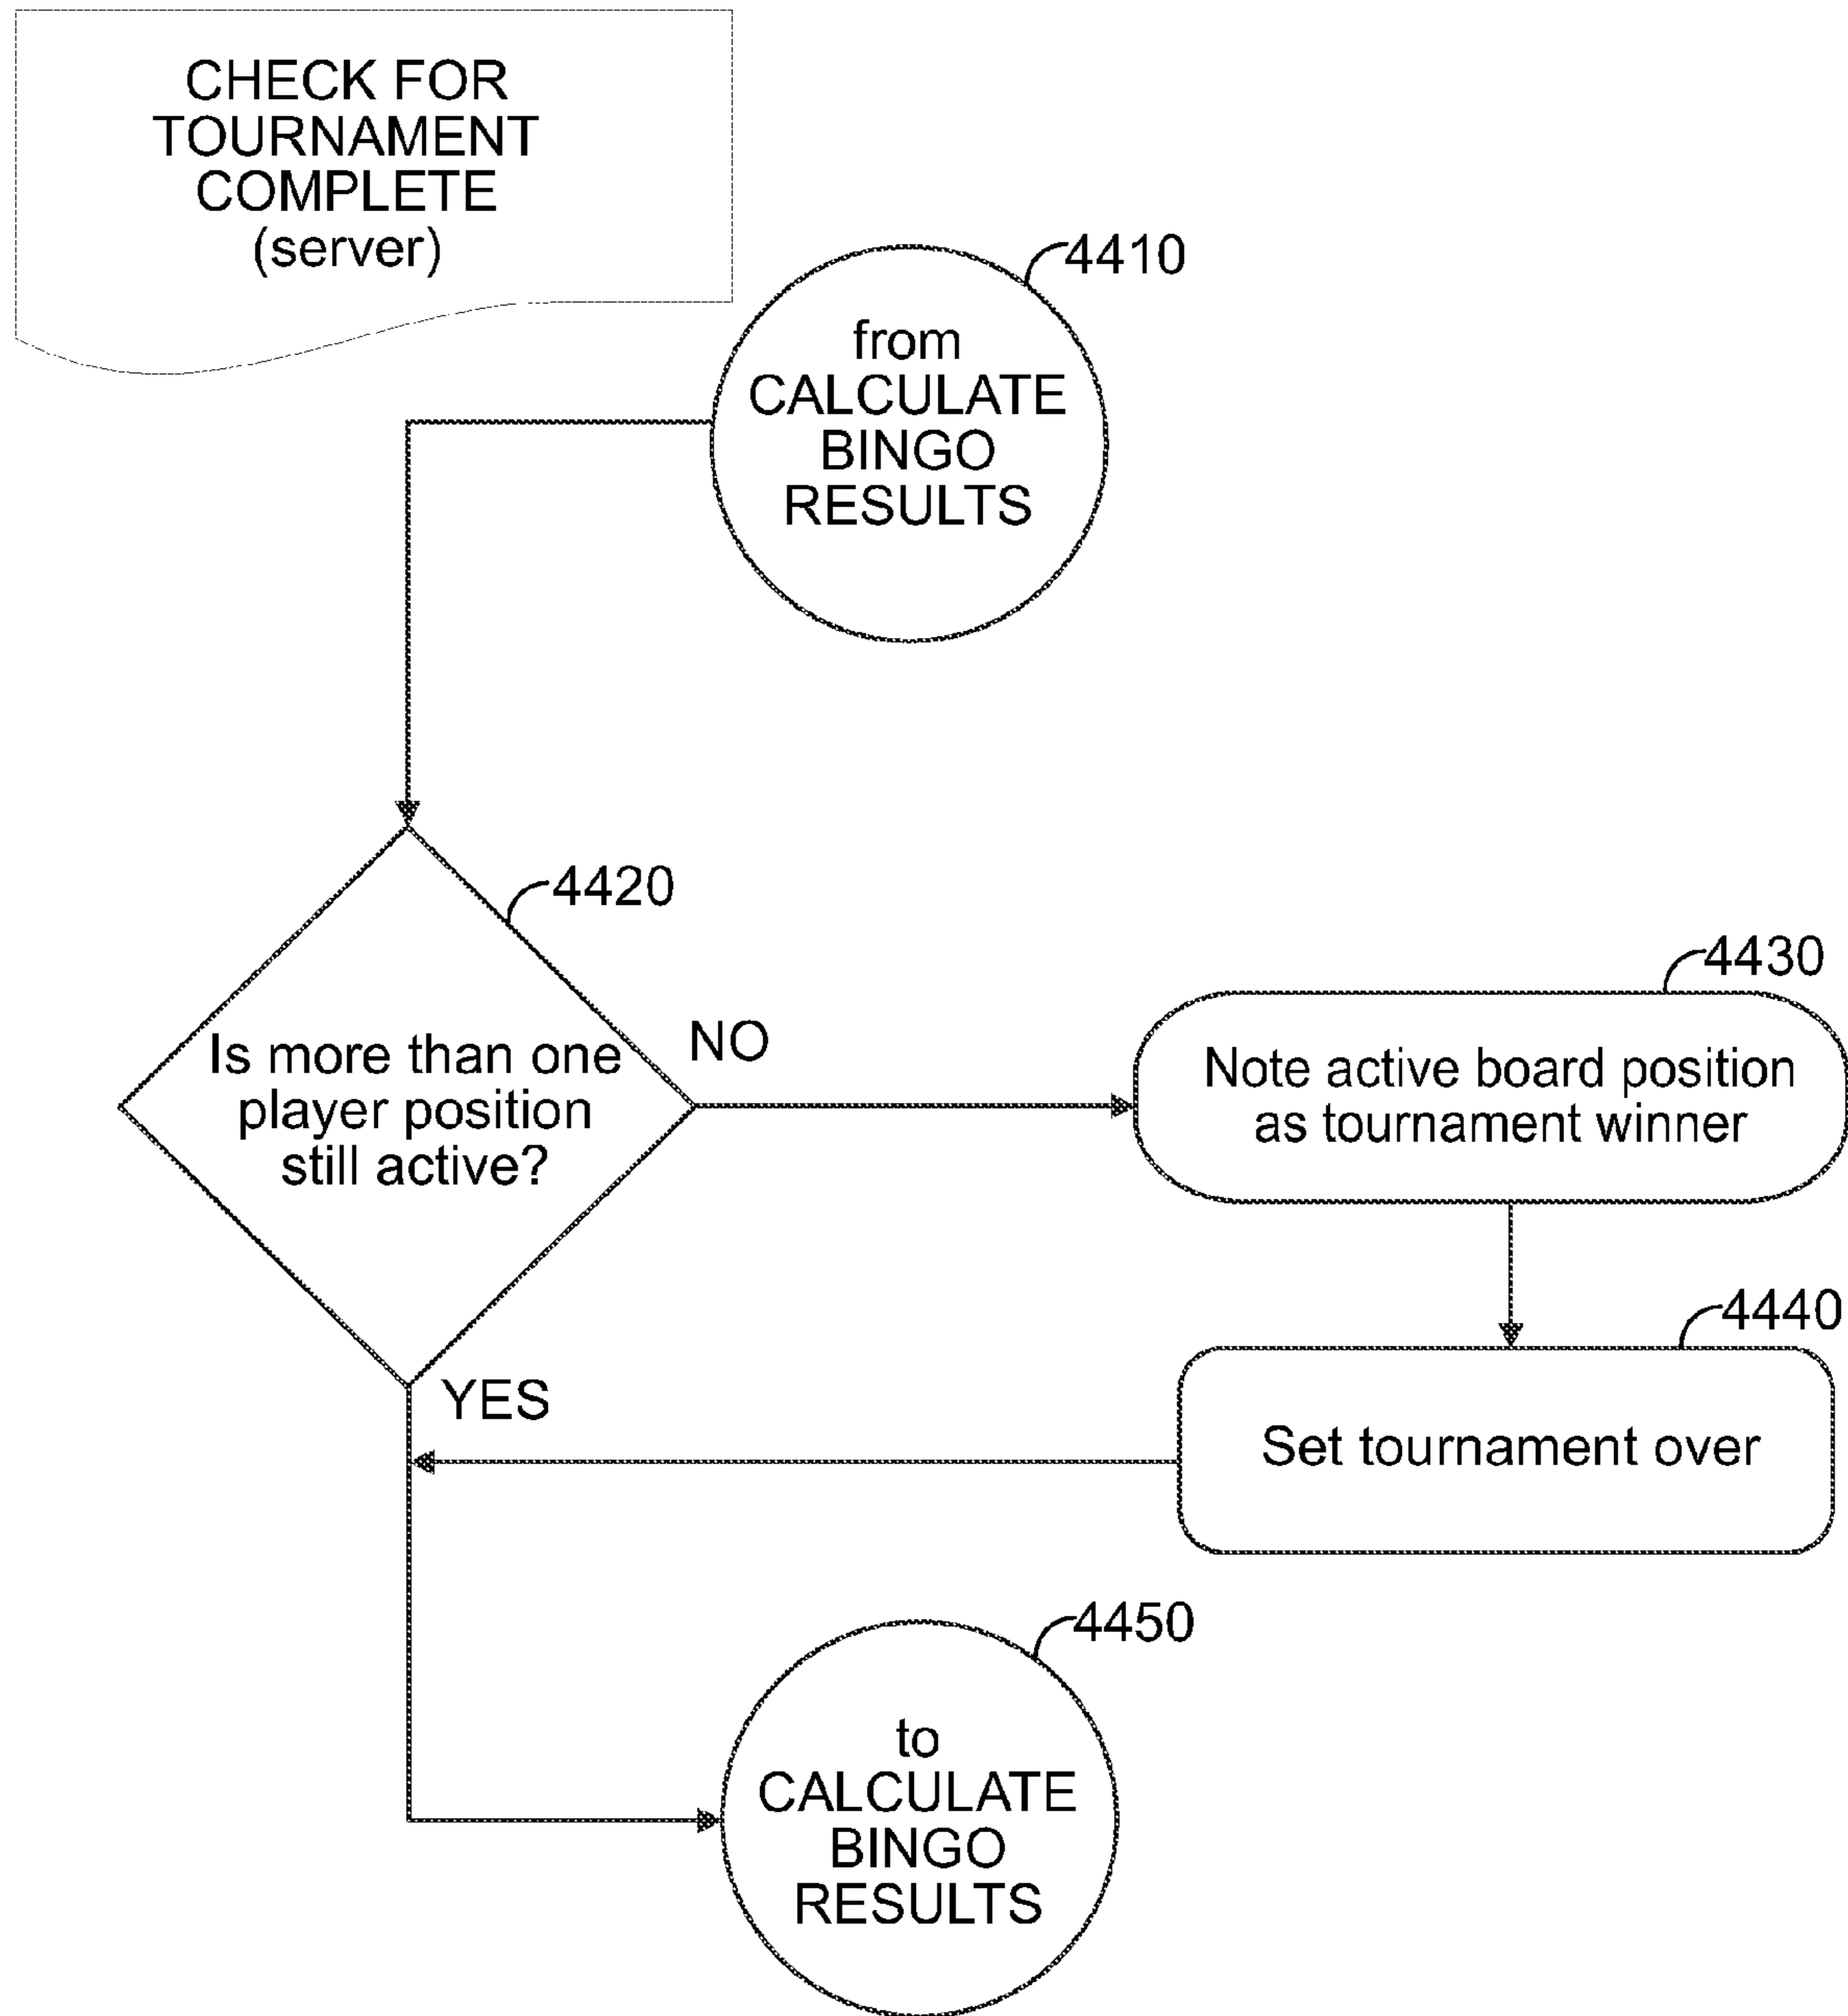 CHECK FOR
TOURNAMENT
COMPLETE
(server)
4410
from
CALCULATE
BINGO
RESULTS
4420
Is more than one
player position
still active?
NO
4430
Note active board position
as tournament winner
4440
Set tournament over
YES
4450
to
CALCULATE
BINGO
RESULTS